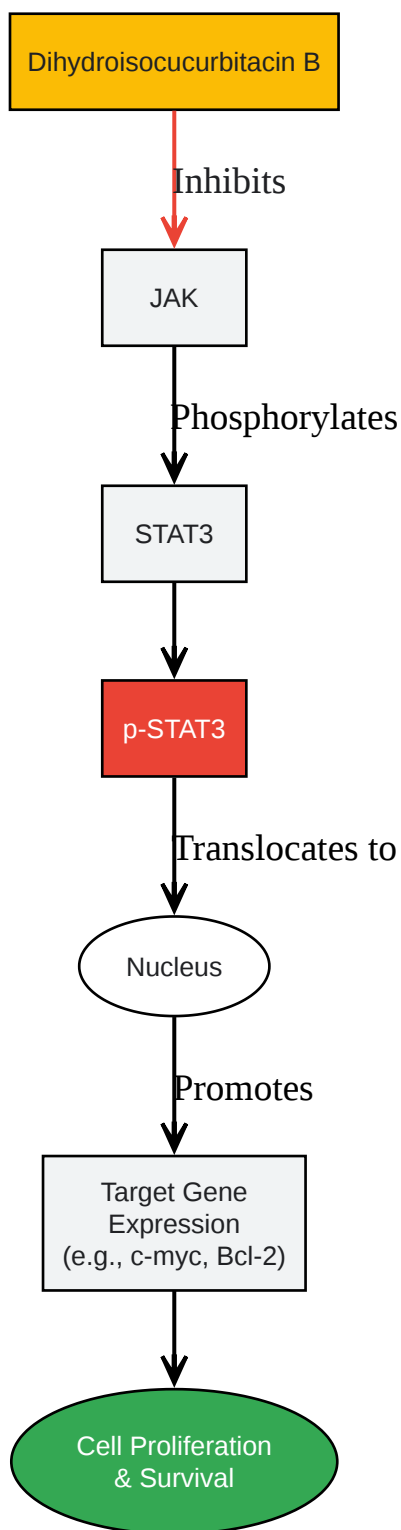 Dihydroisocucurbitacin B
Inhibits
JAK
Phosphorylates
STAT3
p-STAT3
Translocates to
Nucleus
Promotes
Target Gene
Expression
(e.g., c-myc, Bcl-2)
Cell Proliferation
& Survival